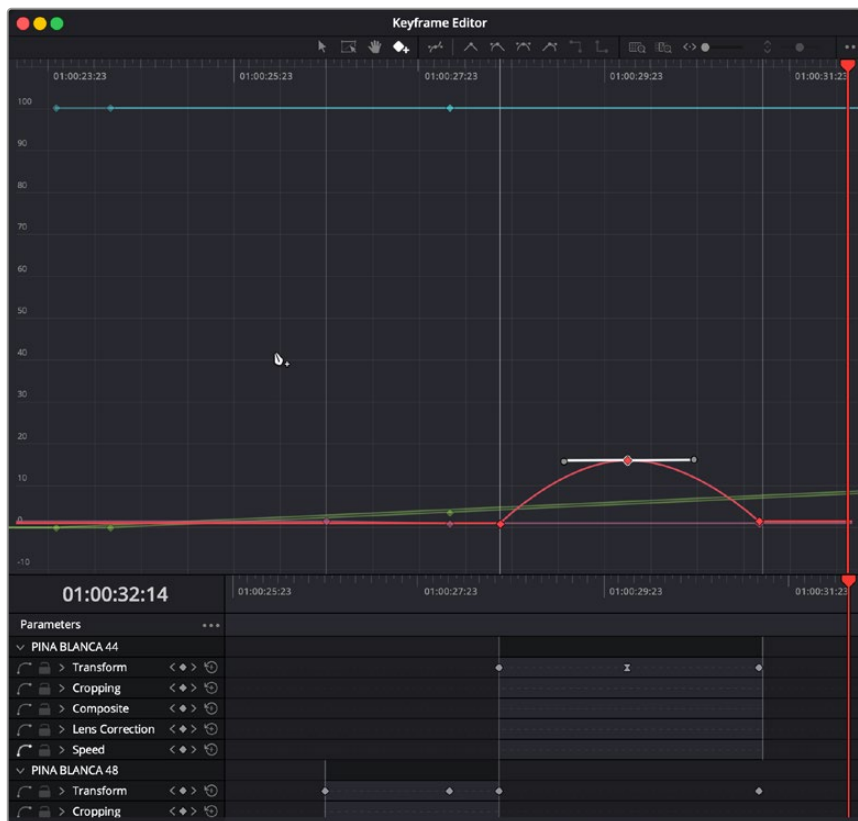 Keyframe Editor
01:00:23:23 01:00:25:23 01:00:27:23 01:00:29:23 01:00:31:23
100
90
80
70
60
50
40
30
20
10
0
-10
01:00:32:14 01:00:25:23 01:00:27:23 01:00:29:23 01:00:31:23
Parameters
PINA BLANCA 44
Transform
Cropping
Composite
Lens Correction
Speed
PINA BLANCA 48
Transform
Cropping